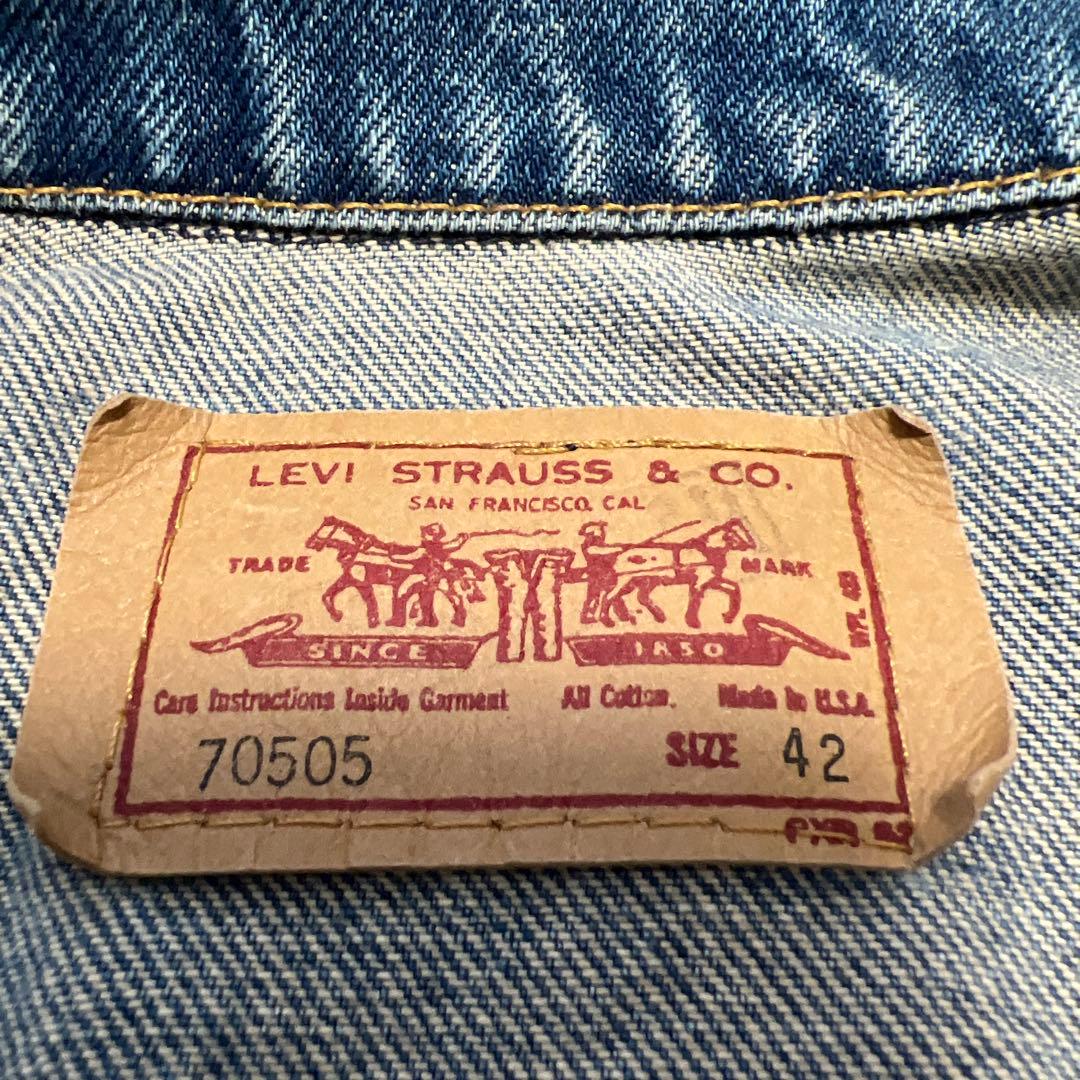 LEVI STRAUSS & CO.
SAN FRANCISCO, CAL
TRADE MARK
SINCE 1850
Care Instructions Inside Garment All Cotton. Made in U.S.A.
70505 SIZE 42